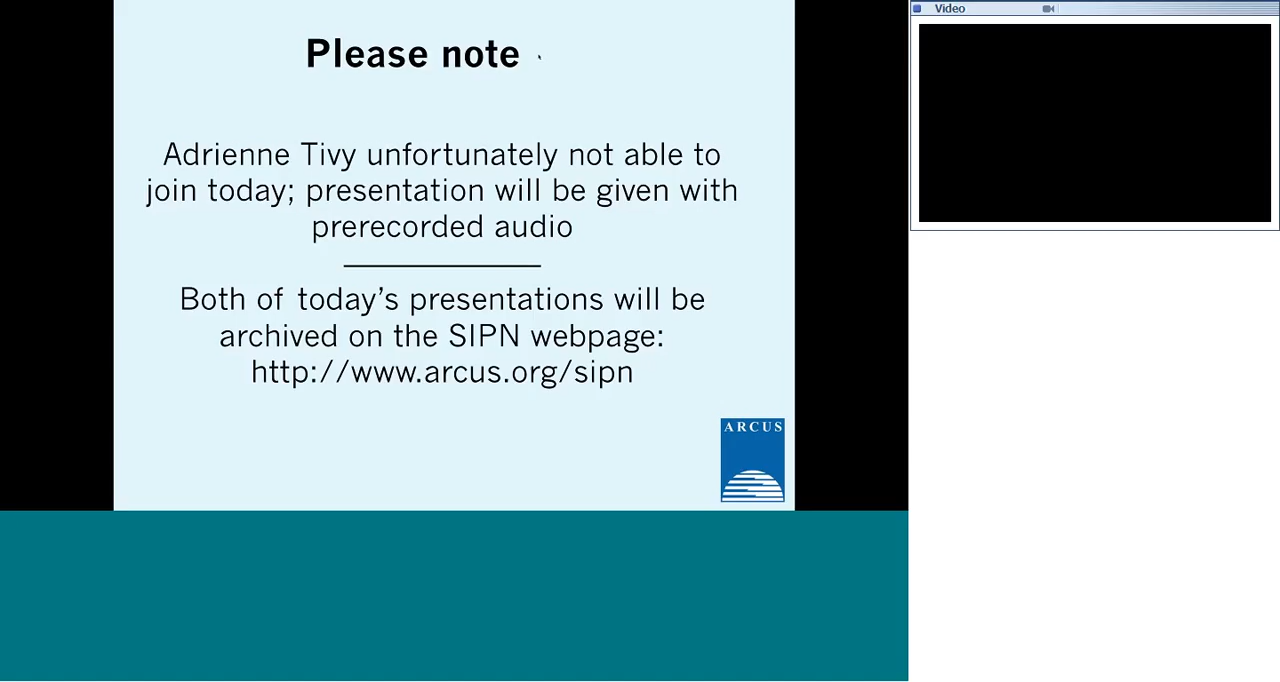 Please note
Adrienne Tivy unfortunately not able to
join today; presentation will be given with
prerecorded audio
Both of today’s presentations will be
archived on the SIPN webpage:
http://www.arcus.org/sipn
ARCUS
Video